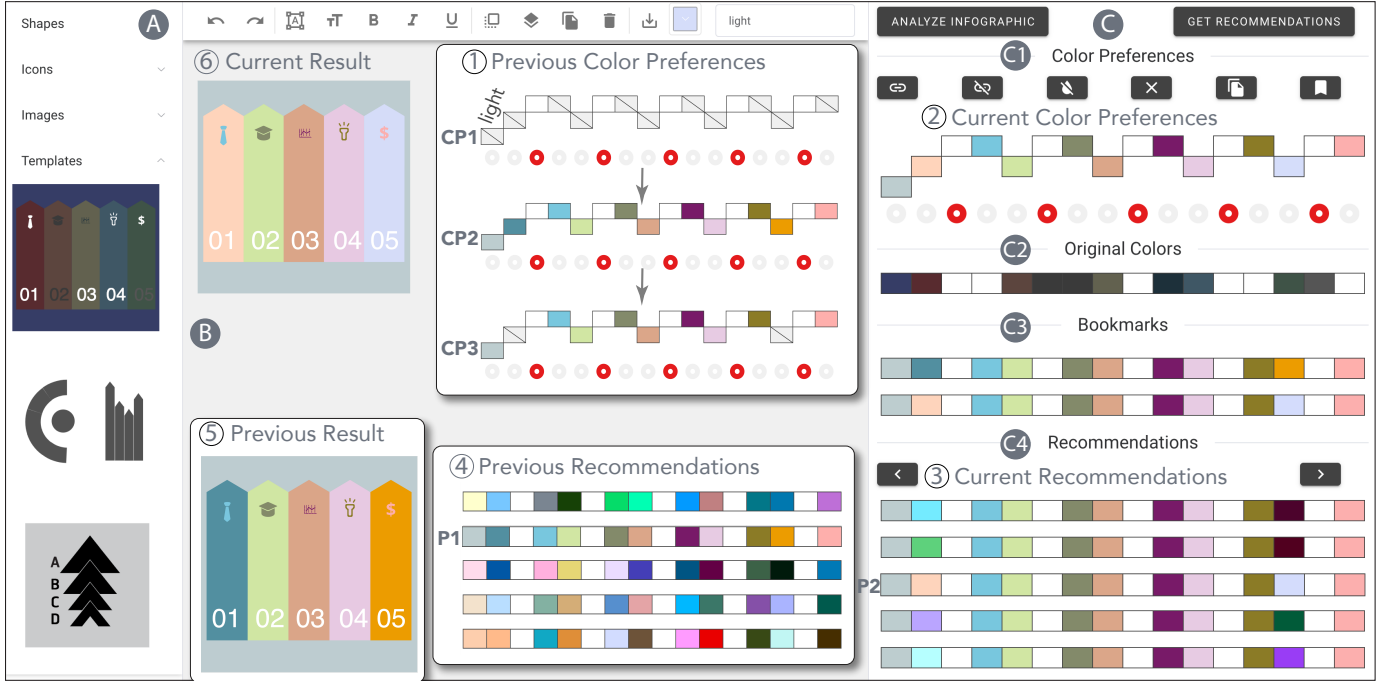 Shapes
A
Icons
Images
Templates
01 02 03 04 05
A
B
C
D
A
T
B
I
U
light
6 Current Result
01 02 03 04 05
$
B
5 Previous Result
$
01 02 03 04 05
1 Previous Color Preferences
light
CP1
CP2
CP3
4 Previous Recommendations
P1
ANALYZE INFOGRAPHIC
C
GET RECOMMENDATIONS
C1 Color Preferences
2 Current Color Preferences
C2 Original Colors
C3 Bookmarks
C4 Recommendations
3 Current Recommendations
P2